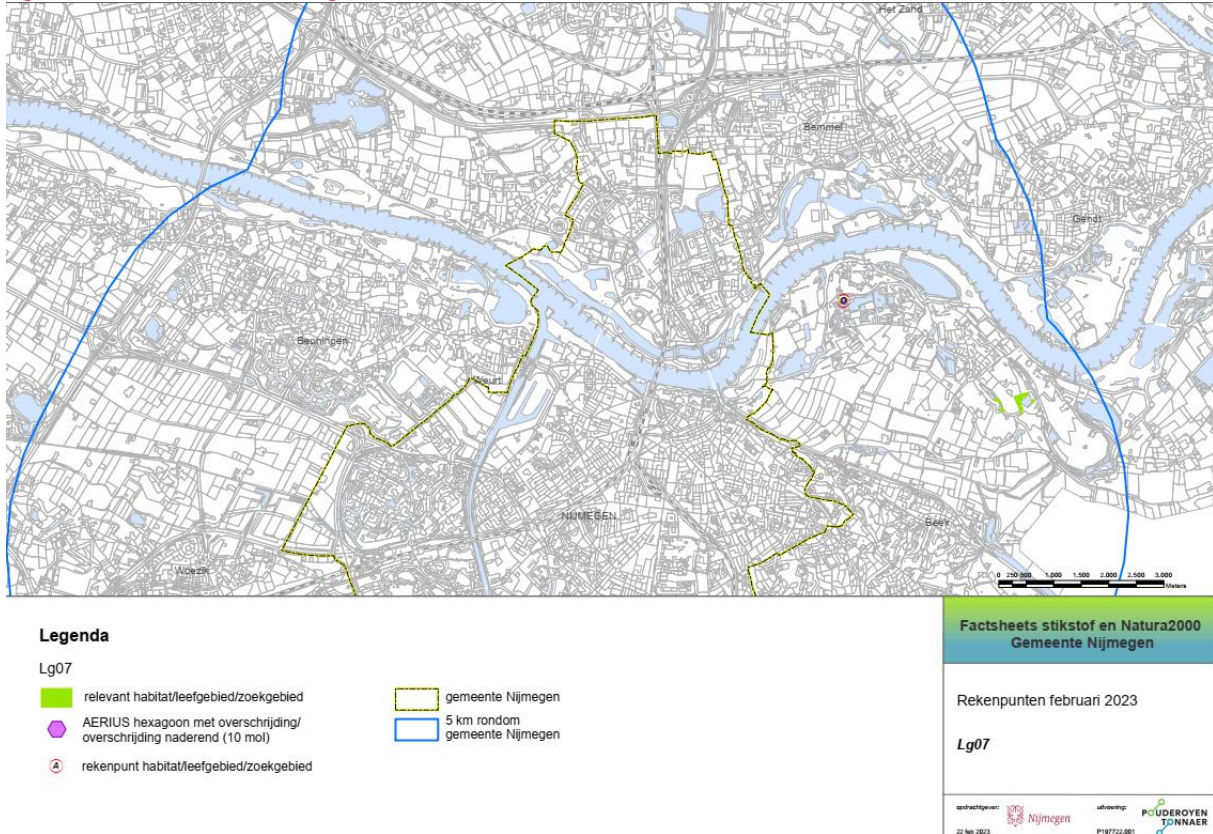 Het Zand
Bemmel
Gendt
Beuningen
Weurt
NIJMEGEN
Beek
Woezik
0 250 500 1.000 1.500 2.000 2.500 3.000
Meters
Legenda
Lg07
relevant habitat/leefgebied/zoekgebied
AERIUS hexagoon met overschrijding/
overschrijding naderend (10 mol)
A rekenpunt habitat/leefgebied/zoekgebied
gemeente Nijmegen
5 km rondom
gemeente Nijmegen
Factsheets stikstof en Natura2000
Gemeente Nijmegen
Rekenpunten februari 2023
Lg07
opdrachtgever:
Nijmegen
uitvoering:
POUDEROYEN
TONNAER
22 feb 2023
P197722.001